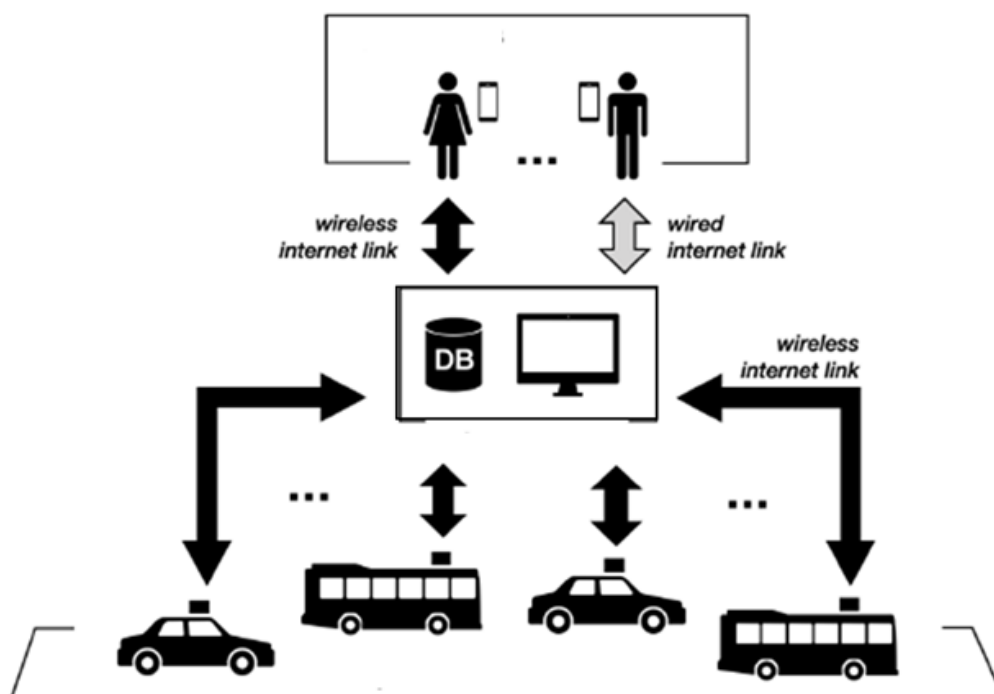 wireless
internet link
wired
internet link
DB
wireless
internet link